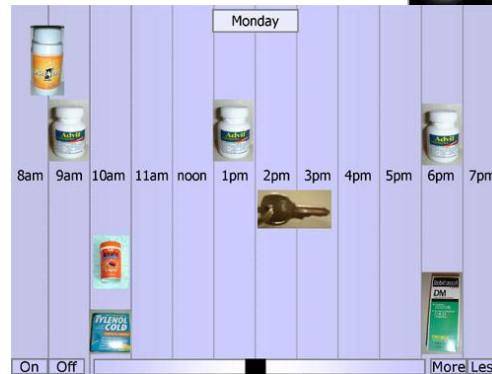 Monday
Advil
Advil
Advil
8am 9am 10am 11am noon 1pm 2pm 3pm 4pm 5pm 6pm 7pm
TYLENOL
COLD
DM
On Off More Les